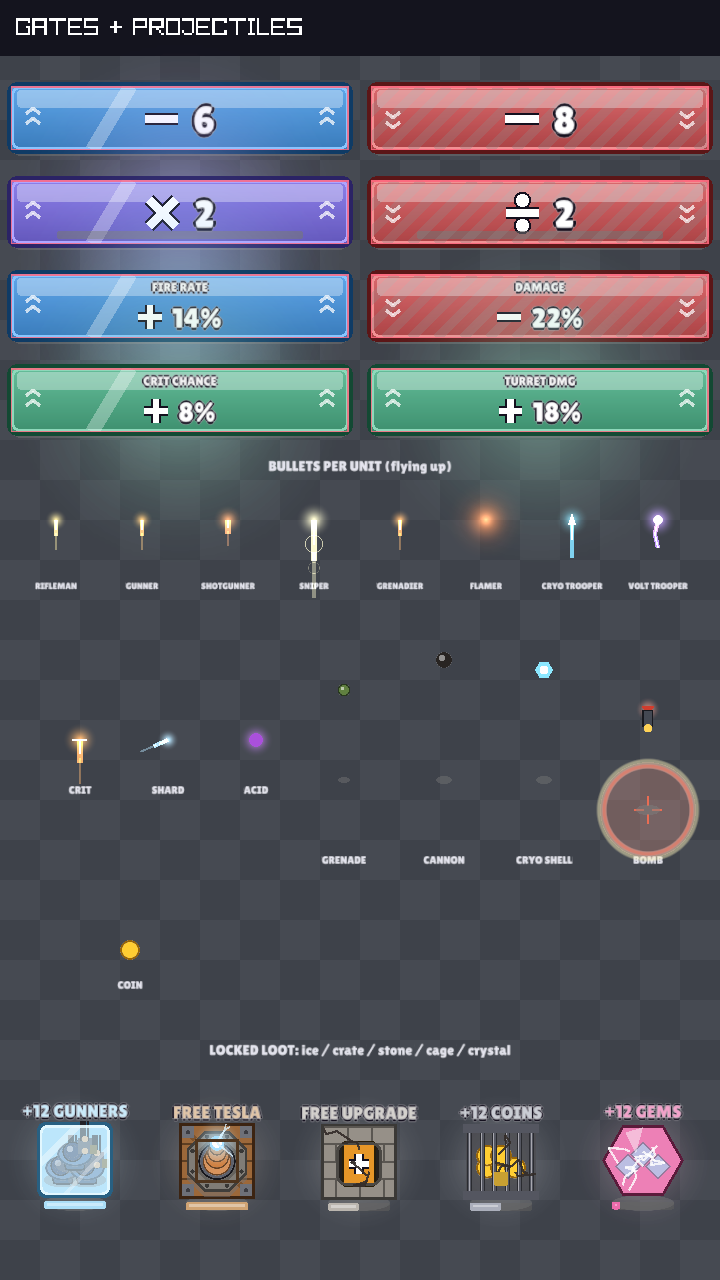 GATES + PROJECTILES
− 6
− 8
× 2
÷ 2
FIRE RATE
+ 14%
DAMAGE
− 22%
CRIT CHANCE
+ 8%
TURRET DMG
+ 18%
BULLETS PER UNIT (flying up)
RIFLEMAN GUNNER SHOTGUNNER SNIPER GRENADIER FLAMER CRYO TROOPER VOLT TROOPER
CRIT SHARD ACID
GRENADE CANNON CRYO SHELL BOMB
COIN
LOCKED LOOT: ice / crate / stone / cage / crystal
+12 GUNNERS FREE TESLA FREE UPGRADE +12 COINS +12 GEMS